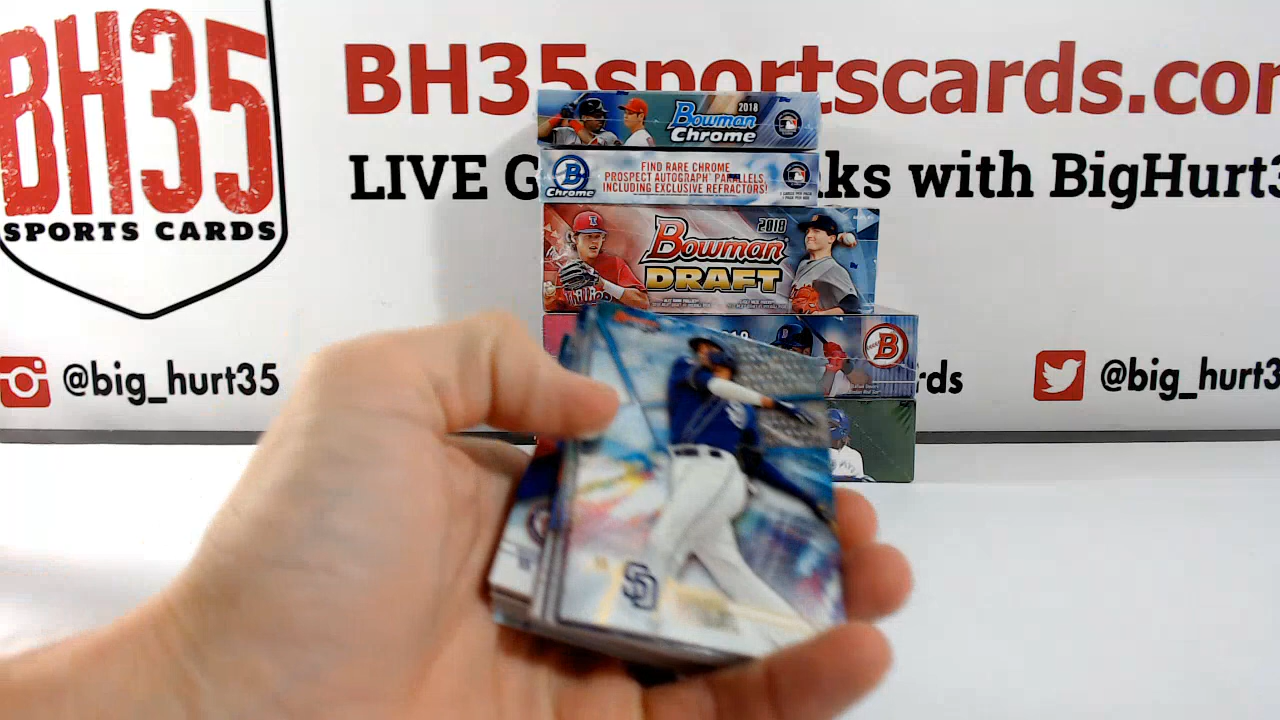 BH35
SPORTS CARDS
BH35sportscards.co
LIVE G ks with BigHurt3
@big_hurt35
@big_hurt3
2018
Bowman
Chrome
B
Chrome
FIND RARE CHROME
PROSPECT AUTOGRAPH PARALLELS,
INCLUDING EXCLUSIVE REFRACTORS!
2018
Bowman
DRAFT
B
rds
SD